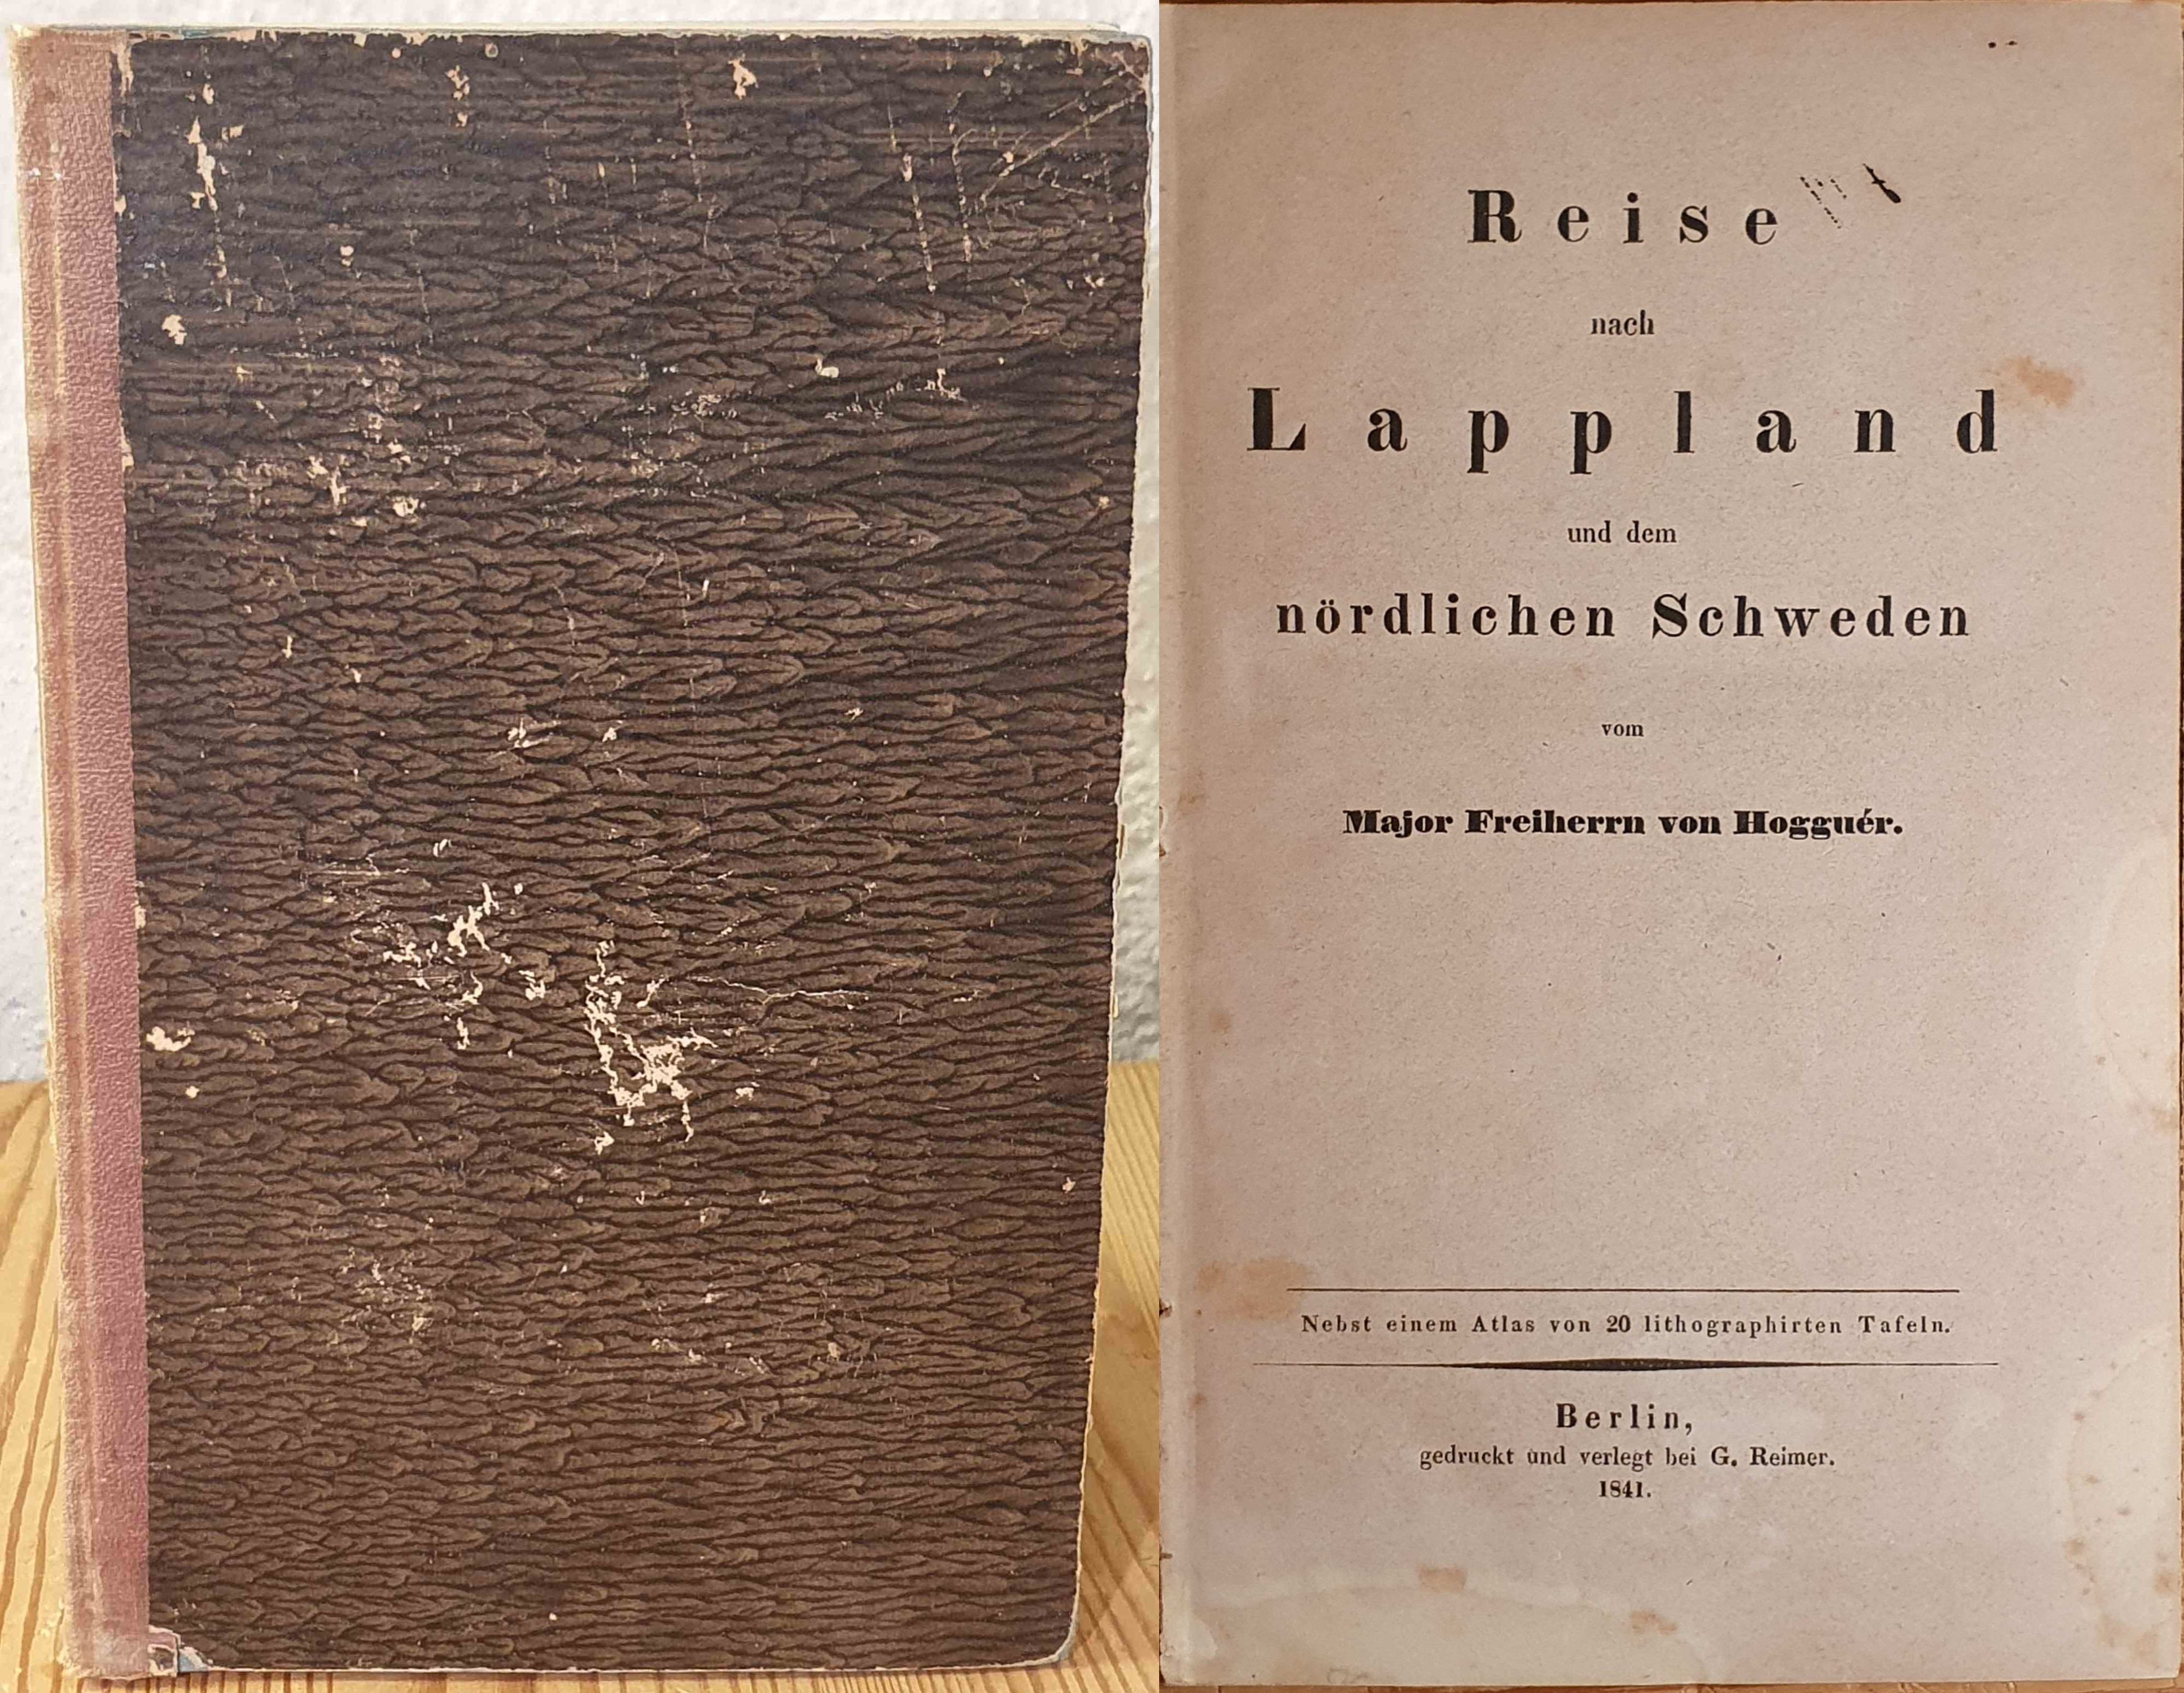 Reise
nach
Lappland
und dem
nördlichen Schweden
vom
Major Freiherrn von Hogguér.
Nebst einem Atlas von 20 lithographirten Tafeln.
Berlin,
gedruckt und verlegt bei G. Reimer.
1841.